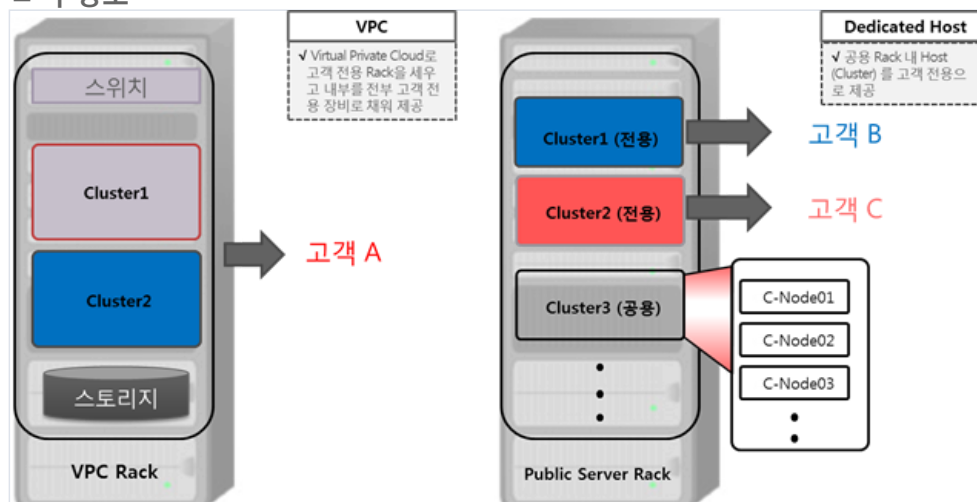 VPC
√ Virtual Private Cloud로
고객 전용 Rack을 세우
고 내부를 전부 고객 전
용 장비로 채워 제공
스위치
Cluster1
Cluster2
스토리지
VPC Rack
고객 A
Dedicated Host
√ 공용 Rack 내 Host
(Cluster) 를 고객 전용으
로 제공
Cluster1 (전용)
고객 B
Cluster2 (전용)
고객 C
Cluster3 (공용)
C-Node01
C-Node02
C-Node03
Public Server Rack